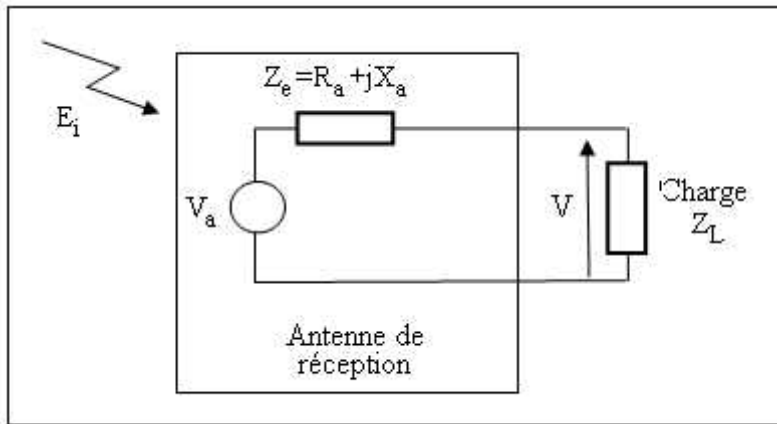 Z_e=R_a+jX_a
E_i
V_a
V
Charge
Z_L
Antenne de
réception